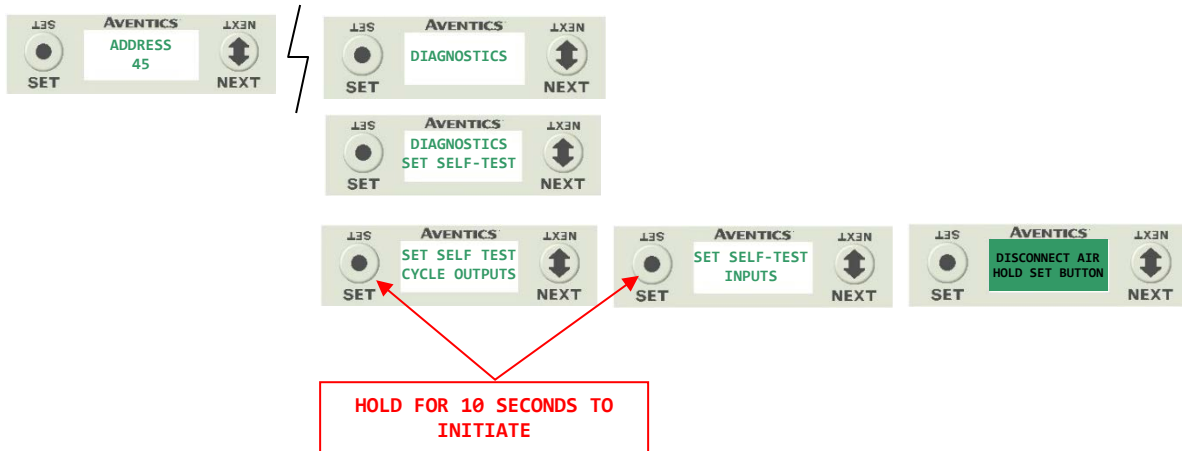 SET AVENTICS NEXT
ADDRESS
45
SET NEXT
SET AVENTICS NEXT
DIAGNOSTICS
SET NEXT
SET AVENTICS NEXT
DIAGNOSTICS
SET SELF-TEST
SET NEXT
SET AVENTICS NEXT
SET SELF TEST
CYCLE OUTPUTS
SET NEXT
SET AVENTICS NEXT
SET SELF-TEST
INPUTS
SET NEXT
SET AVENTICS NEXT
DISCONNECT AIR
HOLD SET BUTTON
SET NEXT
HOLD FOR 10 SECONDS TO
INITIATE